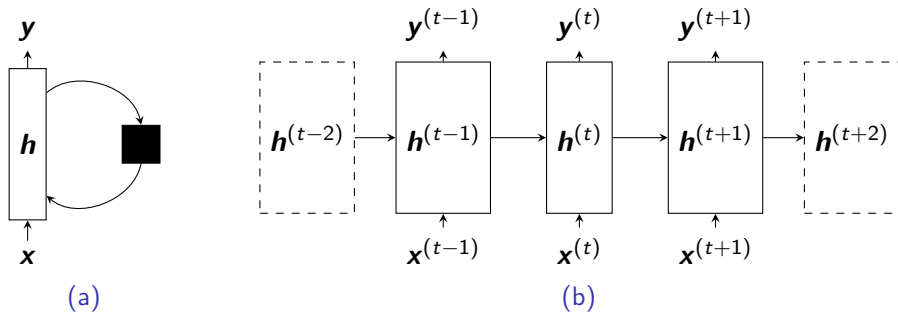 y y^(t−1) y^(t) y^(t+1)
h h^(t−2) h^(t−1) h^(t) h^(t+1) h^(t+2)
x x^(t−1) x^(t) x^(t+1)
(a) (b)